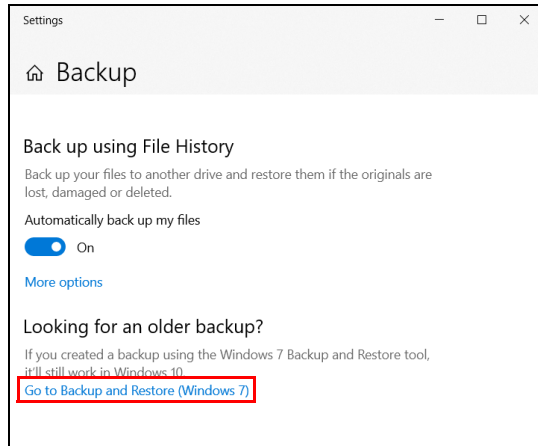 Settings
Backup
Back up using File History
Back up your files to another drive and restore them if the originals are
lost, damaged or deleted.
Automatically back up my files
On
More options
Looking for an older backup?
If you created a backup using the Windows 7 Backup and Restore tool,
it'll still work in Windows 10.
Go to Backup and Restore (Windows 7)